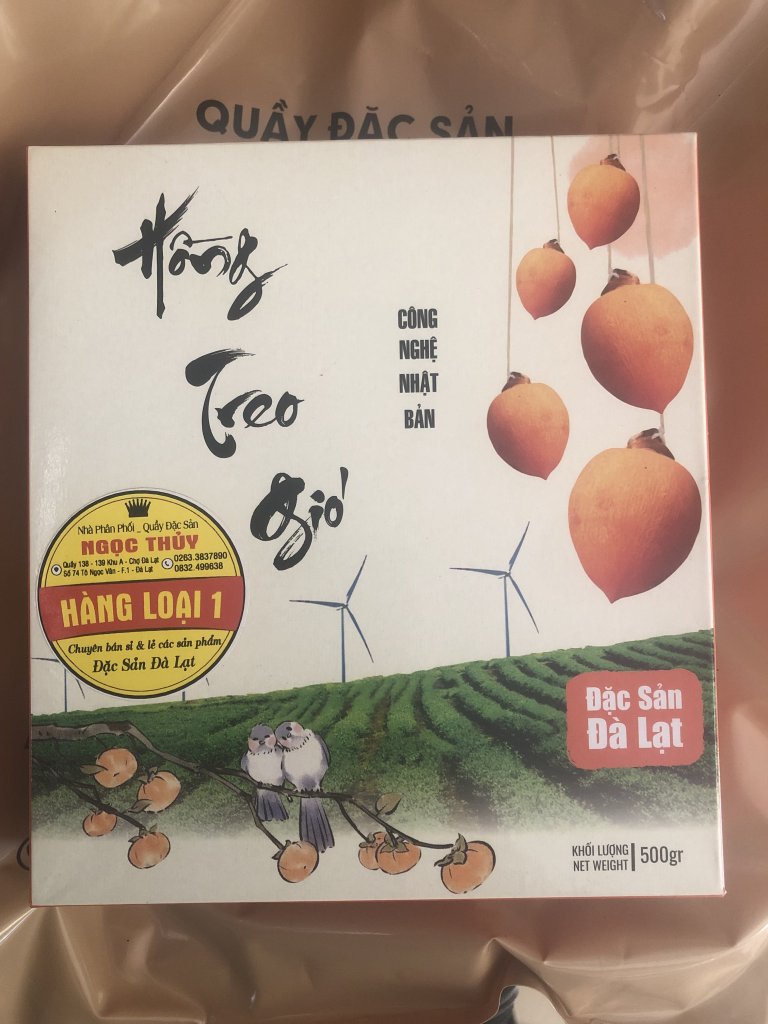 QUẦY ĐẶC SẢN
Hồng
Treo
Gió
CÔNG
NGHỆ
NHẬT
BẢN
Nhà Phân Phối _ Quầy Đặc Sản
NGỌC THỦY
Quầy 138 - 139 Khu A - Chợ Đà Lạt
Số 74 Tô Ngọc Vân - F.1 - Đà Lạt
0263.3837890
0832.499638
HÀNG LOẠI 1
Chuyên bán sỉ & lẻ các sản phẩm
Đặc Sản Đà Lạt
Đặc Sản
Đà Lạt
KHỐI LƯỢNG
NET WEIGHT
500gr